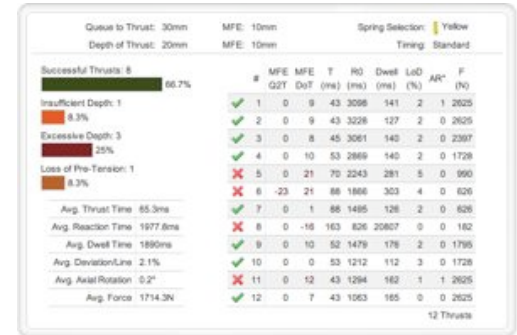 Queue to Thrust: 30mm MFE: 10mm Spring Selection: Yellow
Depth of Thrust: 20mm MFE: 10mm Timing: Standard
Successful Thrusts: 8
66.7%
Insufficient Depth: 1
8.3%
Excessive Depth: 3
25%
Loss of Pre-Tension: 1
8.3%
Avg. Thrust Time 65.3ms
Avg. Reaction Time 1977.8ms
Avg. Dwell Time 1890ms
Avg. Deviation/Line 2.1%
Avg. Axial Rotation 0.2°
Avg. Force 1714.3N
# MFE Q2T MFE DoT T (ms) R0 (ms) Dwell (ms) LoD (%) AR° F (N)
1 0 9 43 3098 141 2 1 2625
2 0 9 43 3228 127 2 0 2625
3 0 8 45 3061 140 2 0 2397
4 0 10 53 2869 140 2 0 1728
5 0 21 70 2243 281 5 0 990
6 -23 21 88 1866 303 4 0 626
7 0 1 88 1495 126 2 0 626
8 0 -16 163 826 20807 0 0 182
9 0 10 52 1479 176 2 0 1795
10 0 0 53 1212 112 3 0 1728
11 0 12 43 1294 162 1 1 2625
12 0 7 43 1063 165 0 0 2625
12 Thrusts